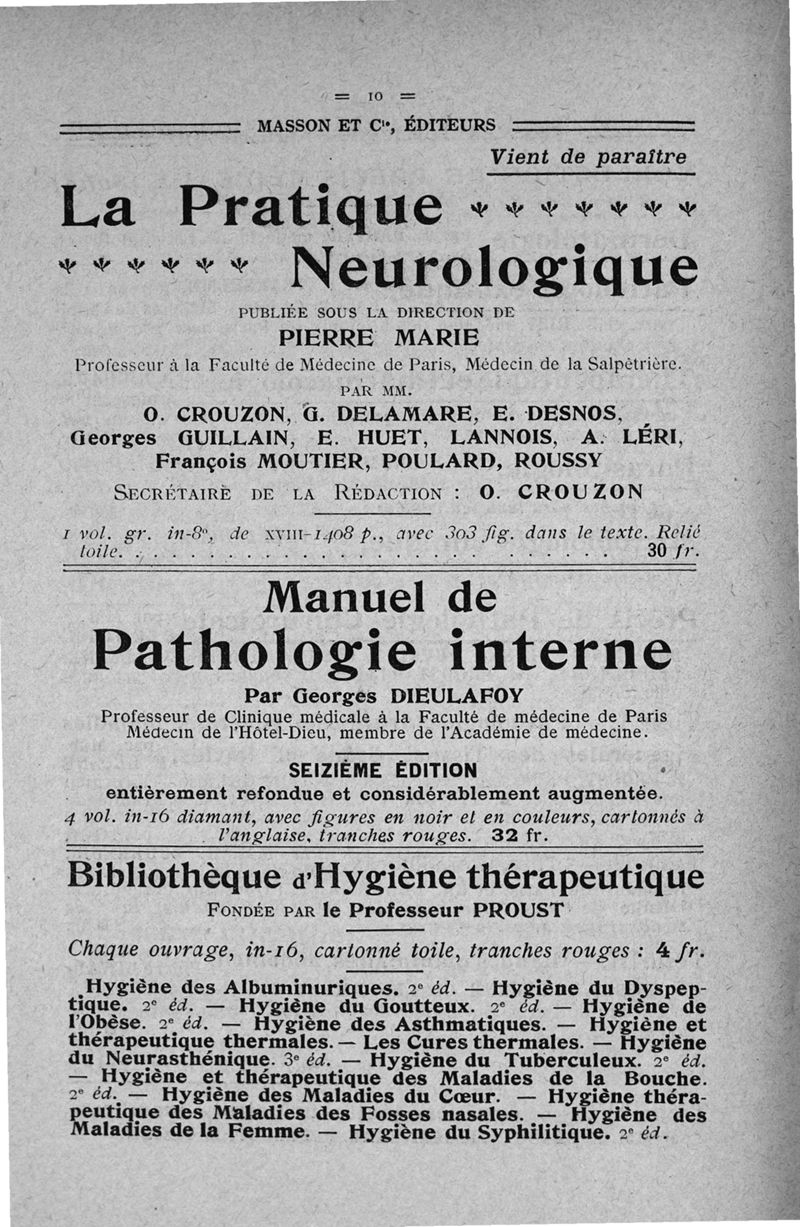 = 10 =
MASSON ET Cie, ÉDITEURS
Vient de paraître
La Pratique
Neurologique
PUBLIÉE SOUS LA DIRECTION DE
PIERRE MARIE
Professeur à la Faculté de Médecine de Paris, Médecin de la Salpêtrière.
PAR MM.
O. CROUZON, G. DELAMARE, E. DESNOS,
Georges GUILLAIN, E. HUET, LANNOIS, A. LÉRI,
François MOUTIER, POULARD, ROUSSY
SECRÉTAIRE DE LA RÉDACTION : O. CROUZON
1 vol. gr. in-8º, de XVIII-1408 p., avec 303 fig. dans le texte. Relié
toile. . . . . . . . . . . . . . . . . . . . . . . . . . . 30 fr.
Manuel de
Pathologie interne
Par Georges DIEULAFOY
Professeur de Clinique médicale à la Faculté de médecine de Paris
Médecin de l'Hôtel-Dieu, membre de l'Académie de médecine.
SEIZIÈME ÉDITION
entièrement refondue et considérablement augmentée.
4 vol. in-16 diamant, avec figures en noir et en couleurs, cartonnés à
l'anglaise, tranches rouges. 32 fr.
Bibliothèque d'Hygiène thérapeutique
FONDÉE PAR le Professeur PROUST
Chaque ouvrage, in-16, cartonné toile, tranches rouges : 4 fr.
Hygiène des Albuminuriques. 2e éd. — Hygiène du Dyspep-
tique. 2e éd. — Hygiène du Goutteux. 2e éd. — Hygiène de
l'Obèse. 2e éd. — Hygiène des Asthmatiques. — Hygiène et
thérapeutique thermales. — Les Cures thermales. — Hygiène
du Neurasthénique. 3e éd. — Hygiène du Tuberculeux. 2e éd.
— Hygiène et thérapeutique des Maladies de la Bouche.
2e éd. — Hygiène des Maladies du Cœur. — Hygiène théra-
peutique des Maladies des Fosses nasales. — Hygiène des
Maladies de la Femme. — Hygiène du Syphilitique. 2e éd.